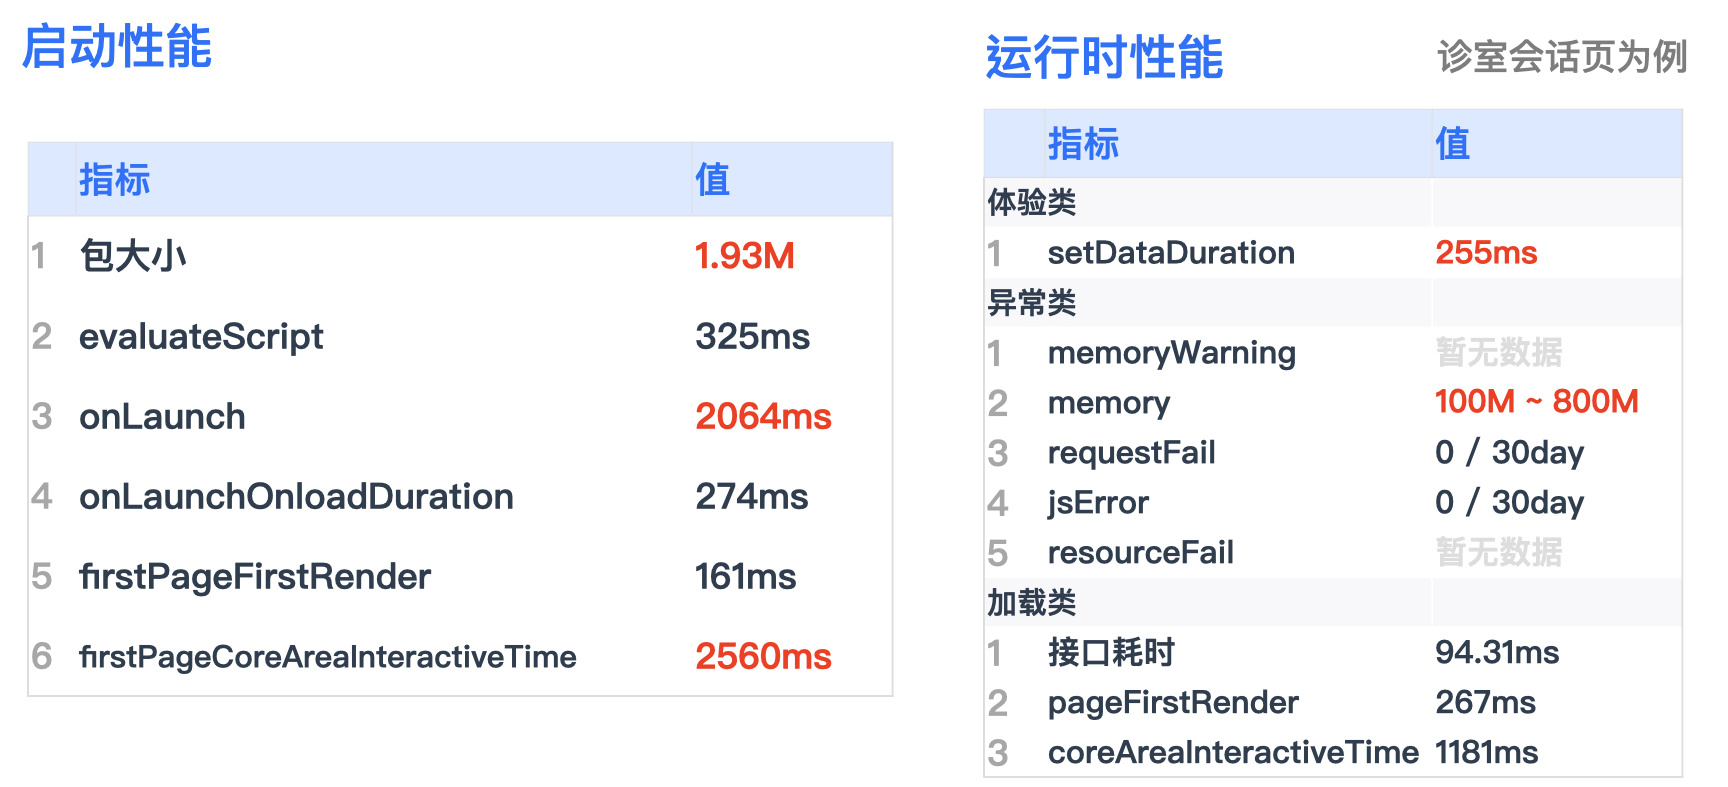 启动性能
指标 值
1 包大小 1.93M
2 evaluateScript 325ms
3 onLaunch 2064ms
4 onLaunchOnloadDuration 274ms
5 firstPageFirstRender 161ms
6 firstPageCoreAreaInteractiveTime 2560ms
运行时性能 诊室会话页为例
指标 值
体验类
1 setDataDuration 255ms
异常类
1 memoryWarning 暂无数据
2 memory 100M ~ 800M
3 requestFail 0 / 30day
4 jsError 0 / 30day
5 resourceFail 暂无数据
加载类
1 接口耗时 94.31ms
2 pageFirstRender 267ms
3 coreAreaInteractiveTime 1181ms